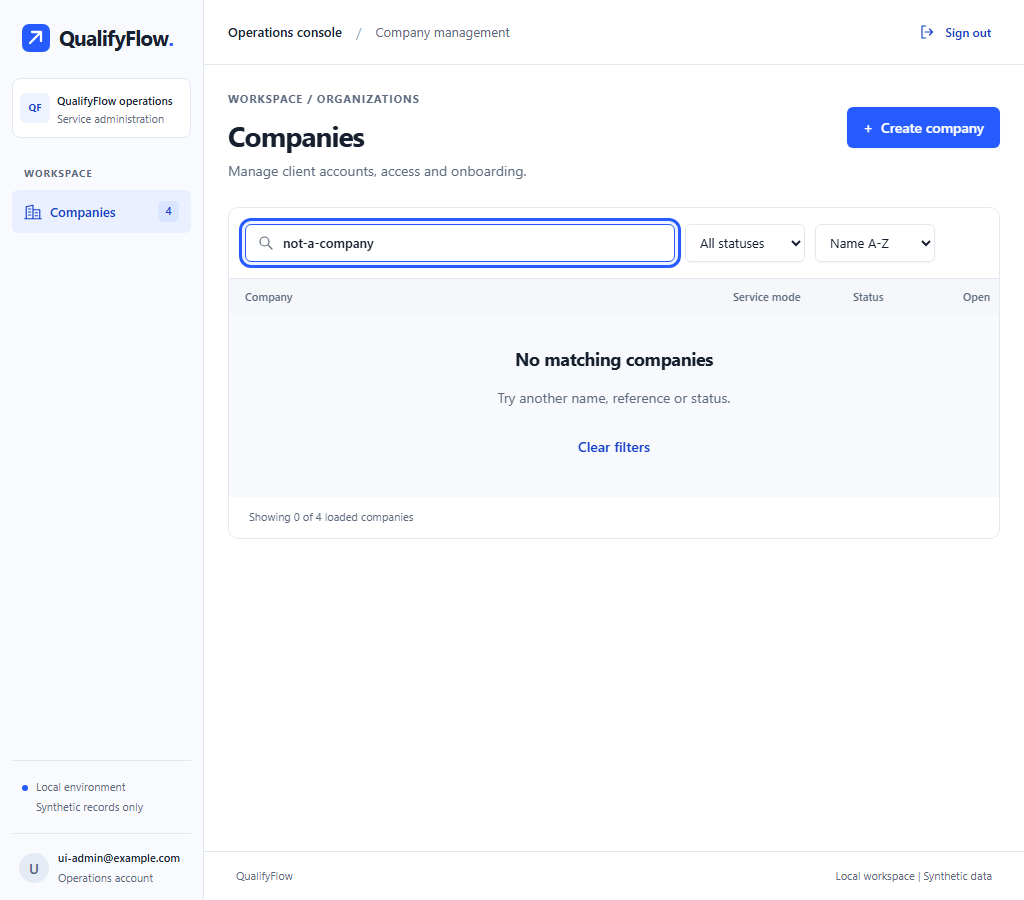 QualifyFlow.
Operations console / Company management
Sign out
QF
QualifyFlow operations
Service administration
WORKSPACE
Companies 4
WORKSPACE / ORGANIZATIONS
Companies
Manage client accounts, access and onboarding.
+ Create company
not-a-company
All statuses
Name A-Z
Company Service mode Status Open
No matching companies
Try another name, reference or status.
Clear filters
Showing 0 of 4 loaded companies
Local environment
Synthetic records only
U
ui-admin@example.com
Operations account
QualifyFlow
Local workspace | Synthetic data